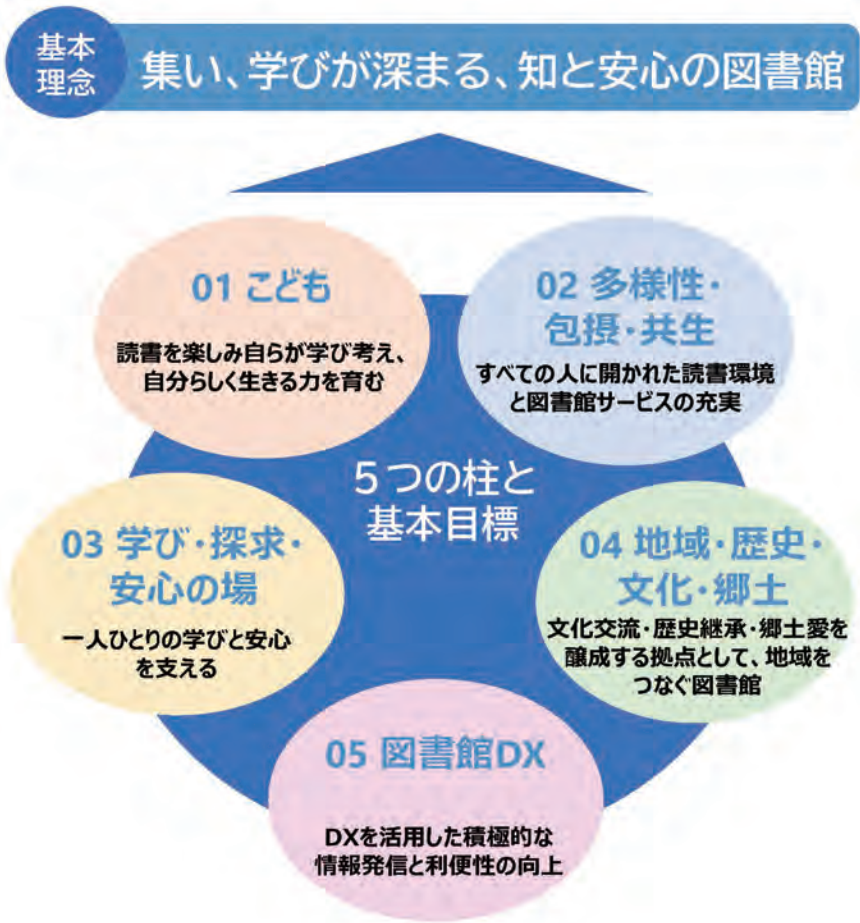 基本
理念
集い、学びが深まる、知と安心の図書館
01 こども
読書を楽しみ自らが学び考え、
自分らしく生きる力を育む
02 多様性・
包摂・共生
すべての人に開かれた読書環境
と図書館サービスの充実
5つの柱と
基本目標
03 学び・探求・
安心の場
一人ひとりの学びと安心
を支える
04 地域・歴史・
文化・郷土
文化交流・歴史継承・郷土愛を
醸成する拠点として、地域を
つなぐ図書館
05 図書館DX
DXを活用した積極的な
情報発信と利便性の向上